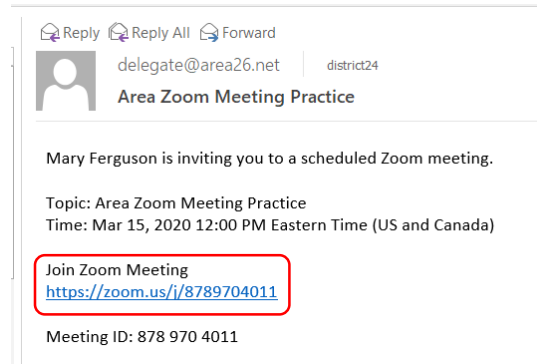 Reply Reply All Forward
delegate@area26.net district24
Area Zoom Meeting Practice
Mary Ferguson is inviting you to a scheduled Zoom meeting.
Topic: Area Zoom Meeting Practice
Time: Mar 15, 2020 12:00 PM Eastern Time (US and Canada)
Join Zoom Meeting
https://zoom.us/j/8789704011
Meeting ID: 878 970 4011